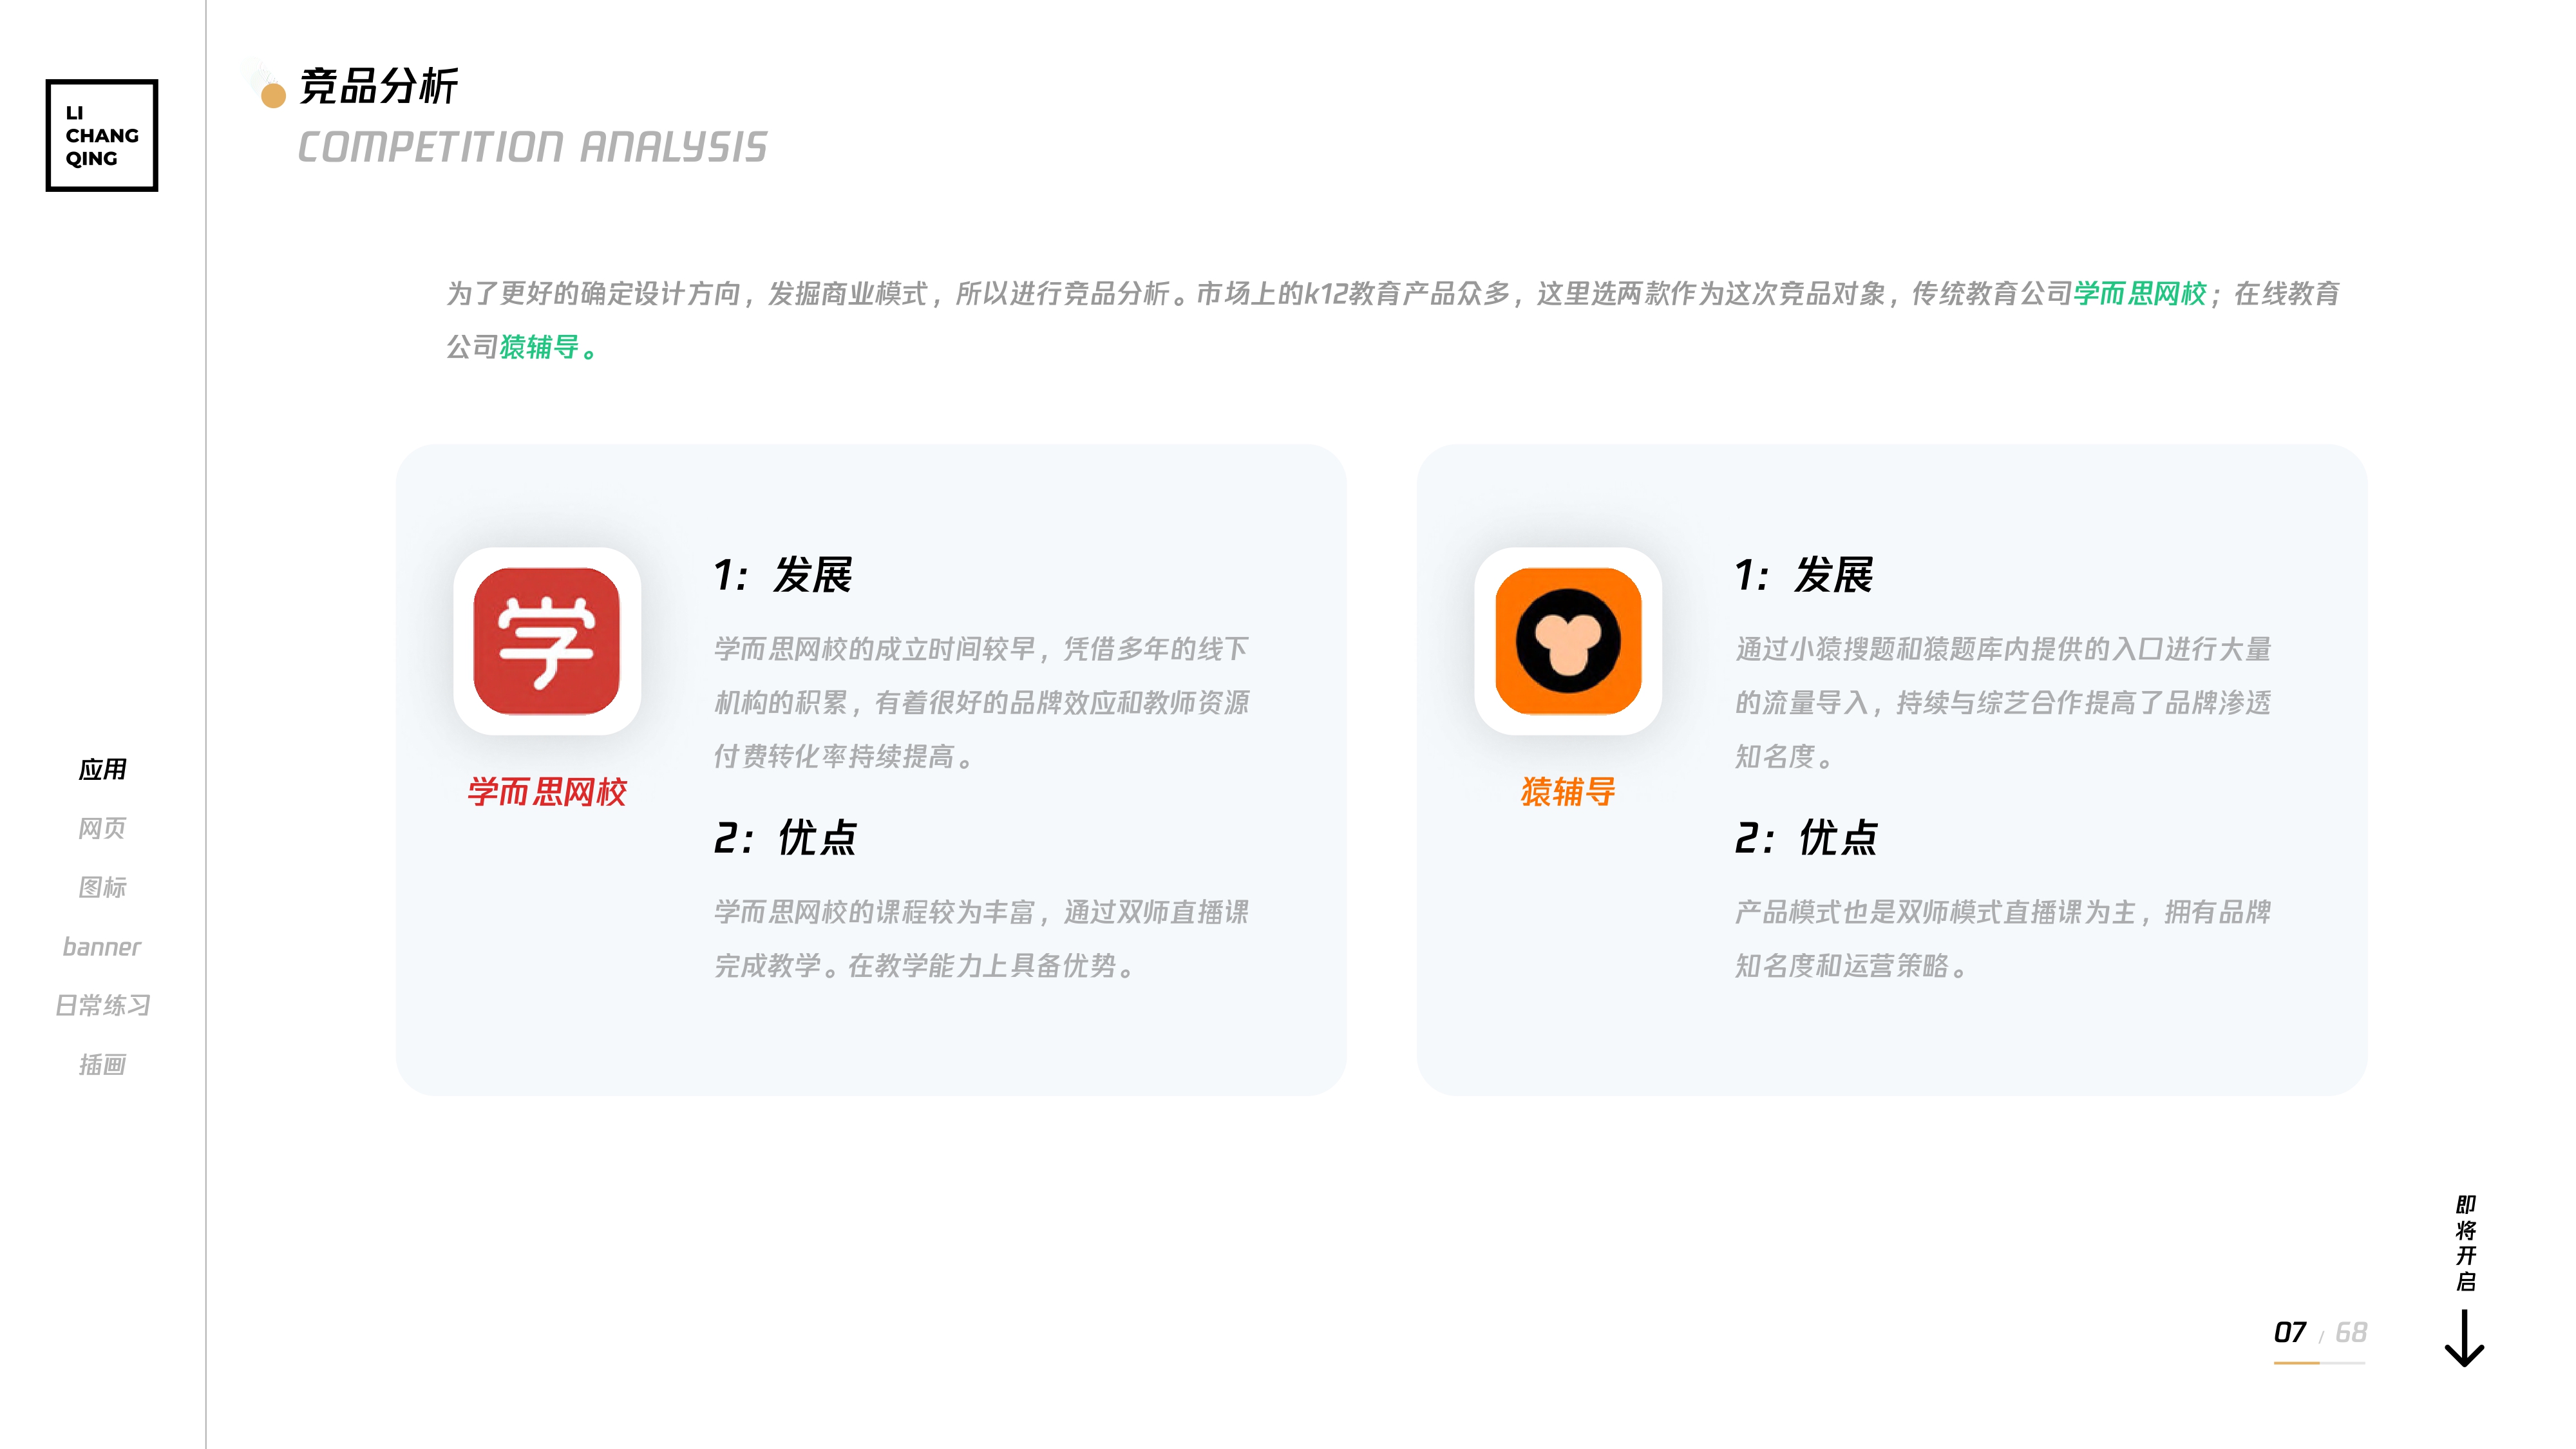 LI
CHANG
QING
竞品分析
COMPETITION ANALYSIS
为了更好的确定设计方向，发掘商业模式，所以进行竞品分析。市场上的k12教育产品众多，这里选两款作为这次竞品对象，传统教育公司学而思网校；在线教育
公司猿辅导。
学
学而思网校
1：发展
学而思网校的成立时间较早，凭借多年的线下
机构的积累，有着很好的品牌效应和教师资源
付费转化率持续提高。
2：优点
学而思网校的课程较为丰富，通过双师直播课
完成教学。在教学能力上具备优势。
猿辅导
1：发展
通过小猿搜题和猿题库内提供的入口进行大量
的流量导入，持续与综艺合作提高了品牌渗透
知名度。
2：优点
产品模式也是双师模式直播课为主，拥有品牌
知名度和运营策略。
应用
网页
图标
banner
日常练习
插画
即将开启
07 / 68